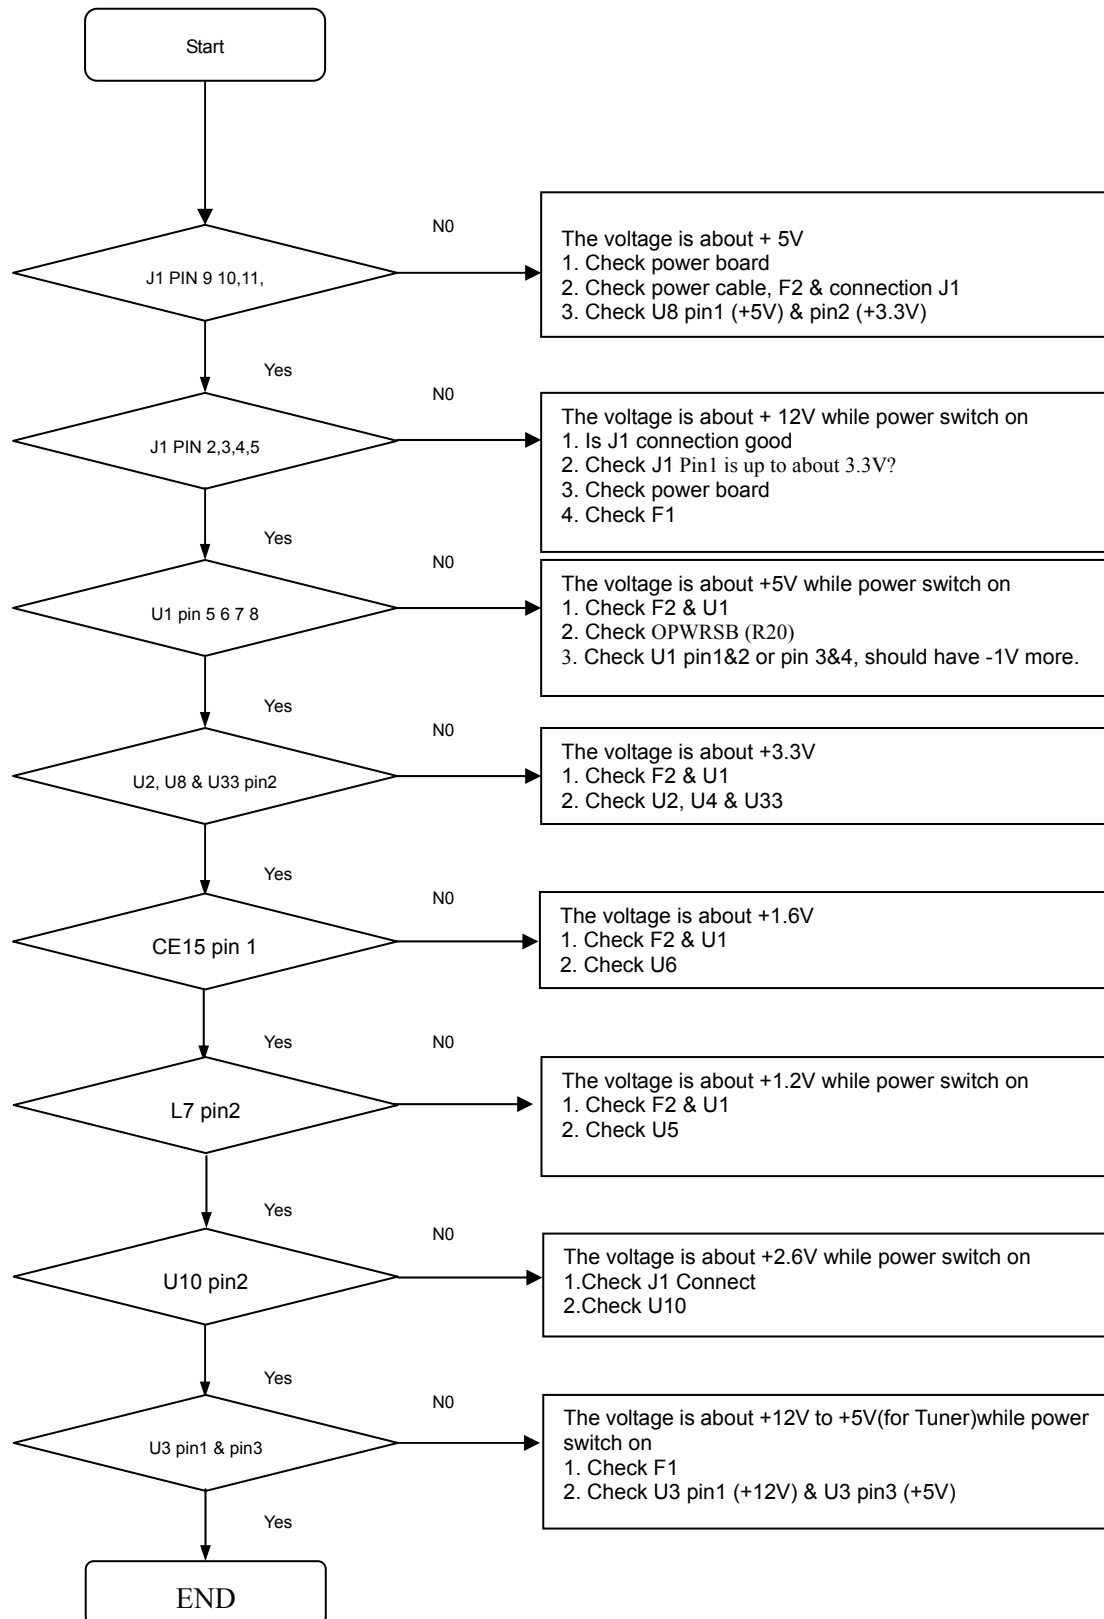 Start
N0
J1 PIN 9 10,11,
The voltage is about + 5V
1. Check power board
2. Check power cable, F2 & connection J1
3. Check U8 pin1 (+5V) & pin2 (+3.3V)
Yes
N0
J1 PIN 2,3,4,5
The voltage is about + 12V while power switch on
1. Is J1 connection good
2. Check J1 Pin1 is up to about 3.3V?
3. Check power board
4. Check F1
Yes
N0
U1 pin 5 6 7 8
The voltage is about +5V while power switch on
1. Check F2 & U1
2. Check OPWRSB (R20)
3. Check U1 pin1&2 or pin 3&4, should have -1V more.
Yes
N0
U2, U8 & U33 pin2
The voltage is about +3.3V
1. Check F2 & U1
2. Check U2, U4 & U33
Yes
N0
CE15 pin 1
The voltage is about +1.6V
1. Check F2 & U1
2. Check U6
Yes
N0
L7 pin2
The voltage is about +1.2V while power switch on
1. Check F2 & U1
2. Check U5
Yes
N0
U10 pin2
The voltage is about +2.6V while power switch on
1.Check J1 Connect
2.Check U10
Yes
N0
U3 pin1 & pin3
The voltage is about +12V to +5V(for Tuner)while power
switch on
1. Check F1
2. Check U3 pin1 (+12V) & U3 pin3 (+5V)
Yes
END